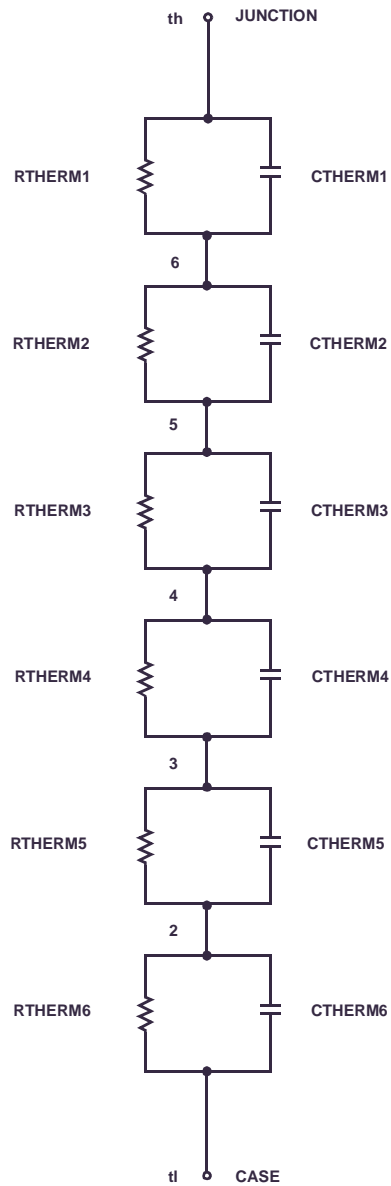 th JUNCTION
RTHERM1 CTHERM1
6
RTHERM2 CTHERM2
5
RTHERM3 CTHERM3
4
RTHERM4 CTHERM4
3
RTHERM5 CTHERM5
2
RTHERM6 CTHERM6
tl CASE